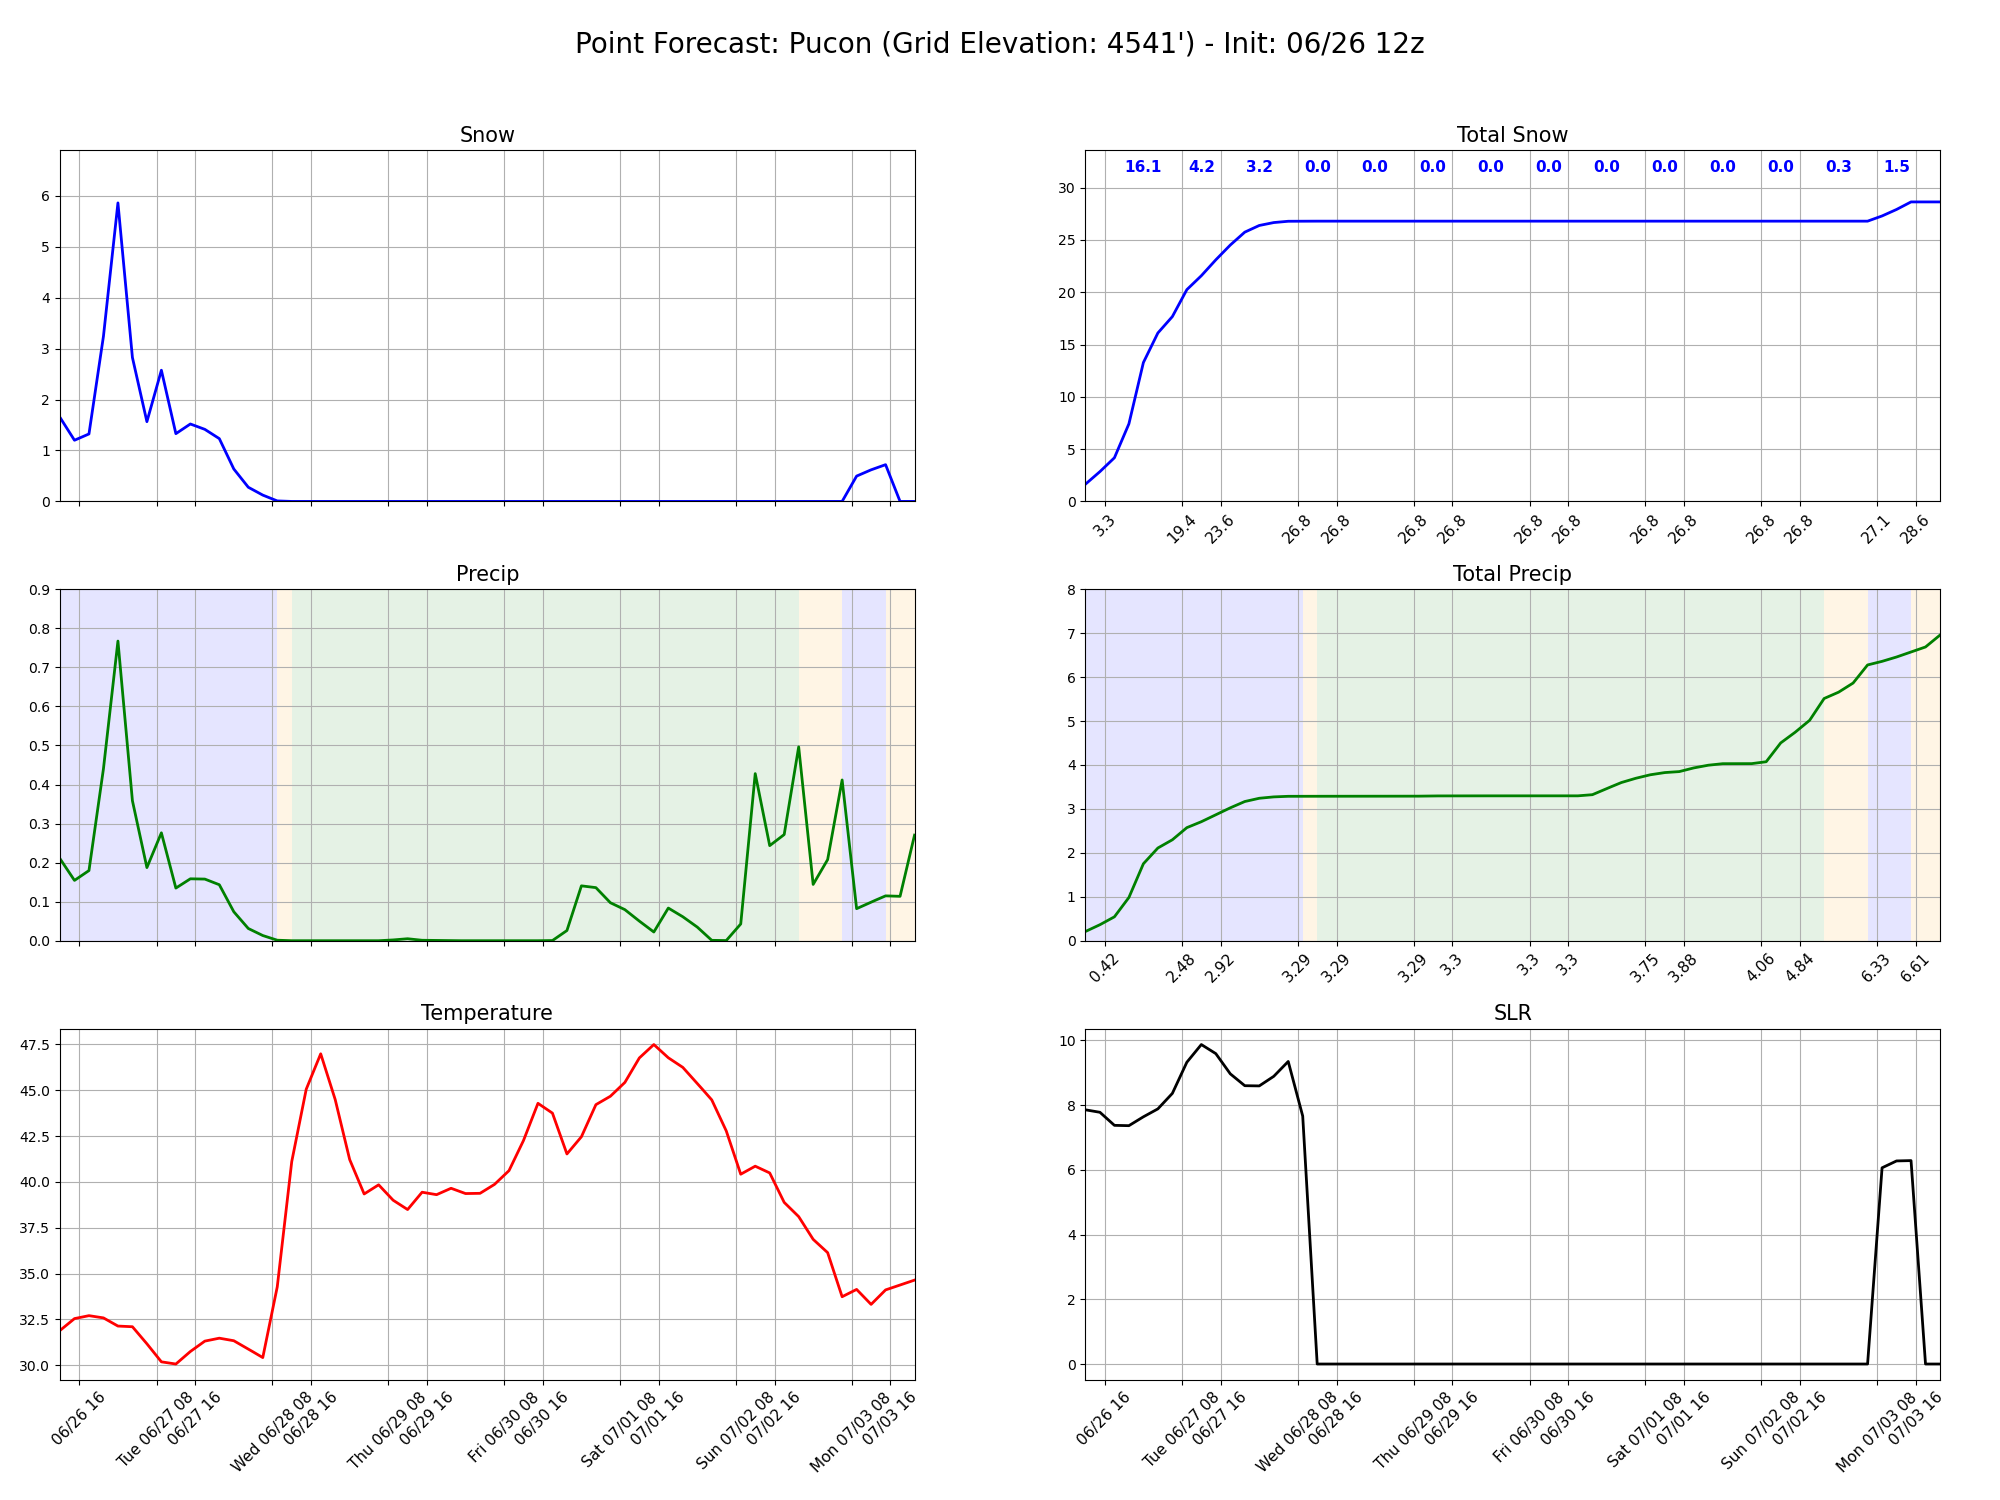 Point Forecast: Pucon (Grid Elevation: 4541') - Init: 06/26 12z
Snow
6
5
4
3
2
1
0
Total Snow
16.1 4.2 3.2 0.0 0.0 0.0 0.0 0.0 0.0 0.0 0.0 0.0 0.3 1.5
30
25
20
15
10
5
0
3.3 19.4 23.6 26.8 26.8 26.8 26.8 26.8 26.8 26.8 26.8 26.8 26.8 27.1 28.6
Precip
0.9
0.8
0.7
0.6
0.5
0.4
0.3
0.2
0.1
0.0
Total Precip
8
7
6
5
4
3
2
1
0
0.42 2.48 2.92 3.29 3.29 3.29 3.3 3.3 3.3 3.75 3.88 4.06 4.84 6.33 6.61
Temperature
47.5
45.0
42.5
40.0
37.5
35.0
32.5
30.0
06/26 16
Tue 06/27 08
06/27 16
Wed 06/28 08
06/28 16
Thu 06/29 08
06/29 16
Fri 06/30 08
06/30 16
Sat 07/01 08
07/01 16
Sun 07/02 08
07/02 16
Mon 07/03 08
07/03 16
SLR
10
8
6
4
2
0
06/26 16
Tue 06/27 08
06/27 16
Wed 06/28 08
06/28 16
Thu 06/29 08
06/29 16
Fri 06/30 08
06/30 16
Sat 07/01 08
07/01 16
Sun 07/02 08
07/02 16
Mon 07/03 08
07/03 16